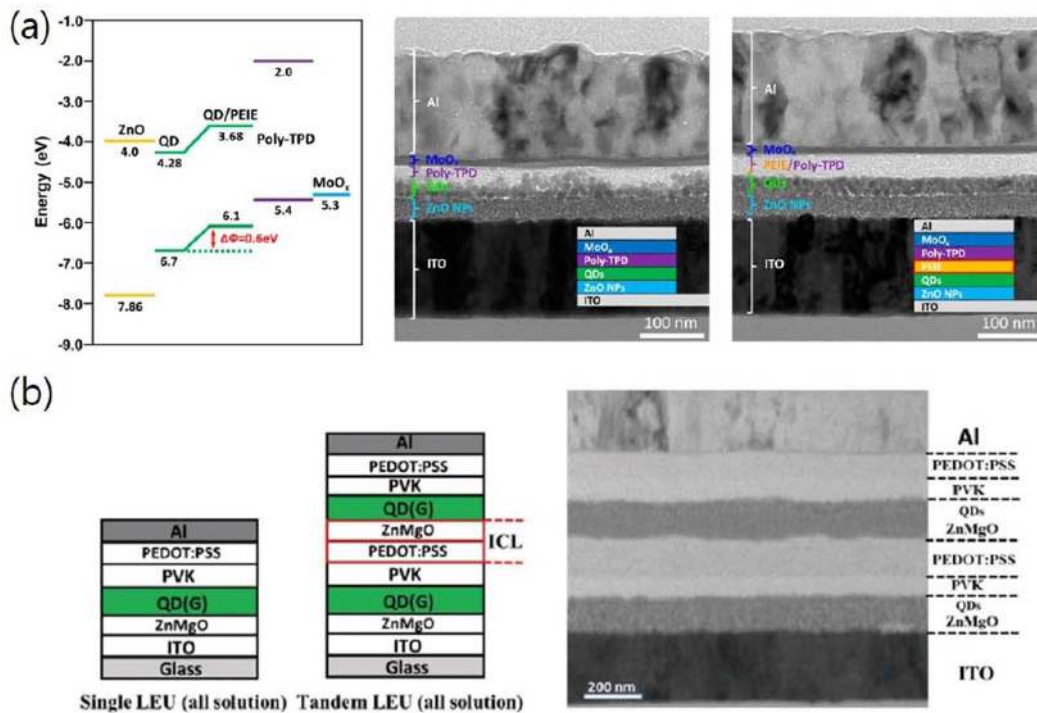 (a)
-1.0
-2.0
-3.0
-4.0
-5.0
-6.0
-7.0
-8.0
-9.0
Energy (eV)
2.0
ZnO
4.0
QD
4.28
QD/PEIE
3.68
Poly-TPD
MoOₓ
5.4
5.3
6.1
ΔΦ=0.6eV
6.7
7.86
Al
MoOₓ
Poly-TPD
QDs
ZnO NPs
ITO
Al
MoOₓ
Poly-TPD
QDs
ZnO NPs
ITO
100 nm
Al
MoOₓ
PEIE/Poly-TPD
QDs
ZnO NPs
ITO
Al
MoOₓ
Poly-TPD
PEIE
QDs
ZnO NPs
ITO
100 nm
(b)
Al
PEDOT:PSS
PVK
QD(G)
ZnMgO
ITO
Glass
Single LEU (all solution)
Al
PEDOT:PSS
PVK
QD(G)
ZnMgO
PEDOT:PSS
ICL
PVK
QD(G)
ZnMgO
ITO
Glass
Tandem LEU (all solution)
Al
PEDOT:PSS
PVK
QDs
ZnMgO
PEDOT:PSS
PVK
QDs
ZnMgO
ITO
200 nm